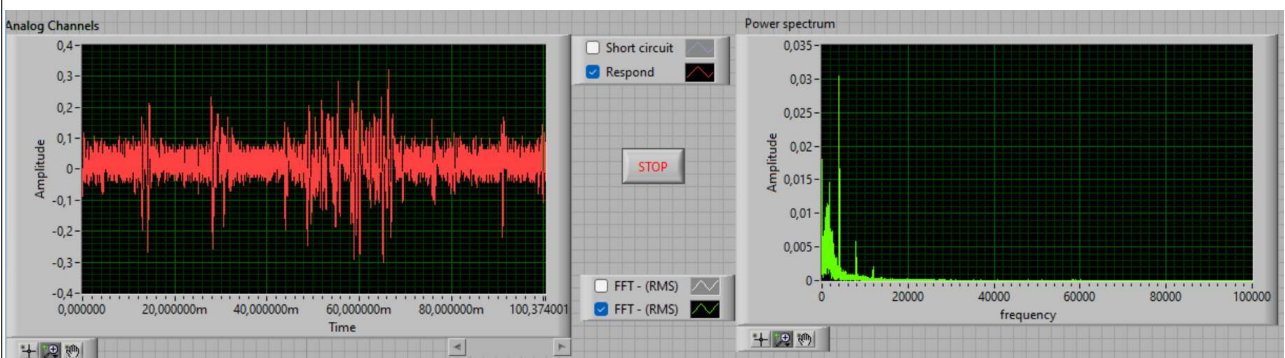 Analog Channels
0,4
0,3
0,2
0,1
0
-0,1
-0,2
-0,3
-0,4
Amplitude
0,000000 20,000000m 40,000000m 60,000000m 80,000000m 100,374001
Time
Short circuit
Respond
STOP
FFT - (RMS)
FFT - (RMS)
Power spectrum
0,035
0,03
0,025
0,02
0,015
0,01
0,005
0
Amplitude
0 20000 40000 60000 80000 100000
frequency